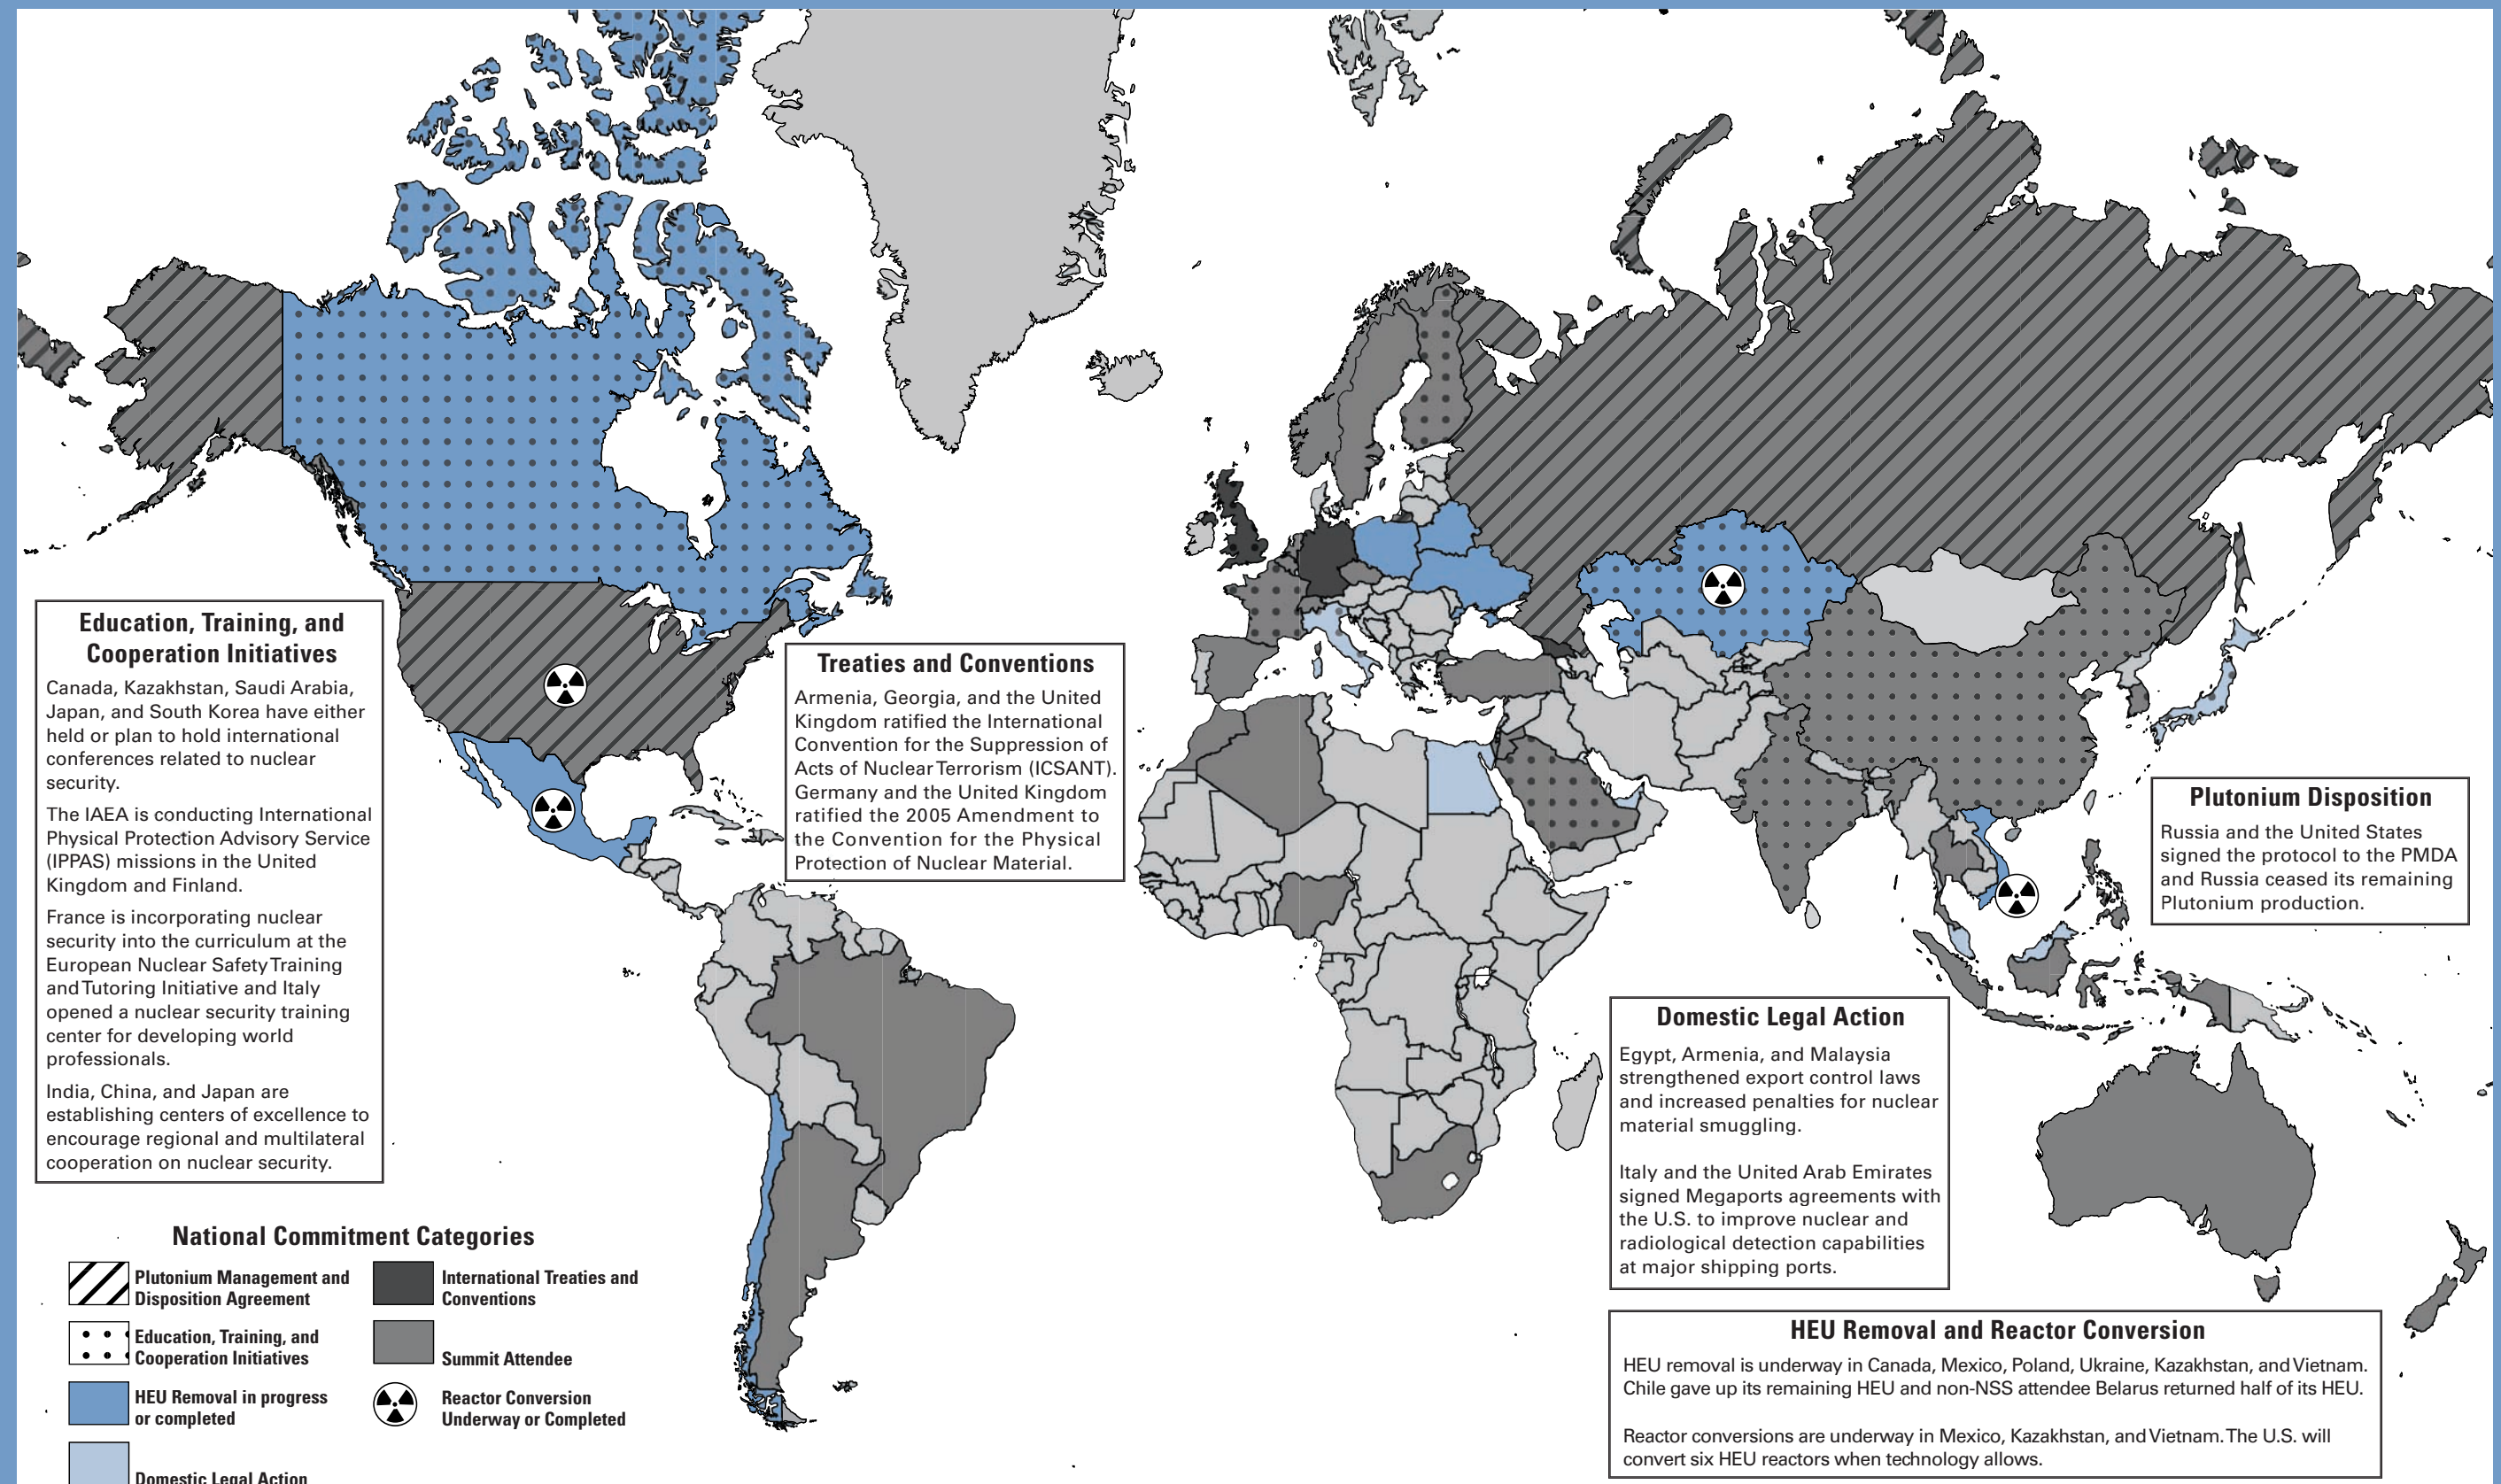 Education, Training, and
Cooperation Initiatives
Canada, Kazakhstan, Saudi Arabia,
Japan, and South Korea have either
held or plan to hold international
conferences related to nuclear
security.
The IAEA is conducting International
Physical Protection Advisory Service
(IPPAS) missions in the United
Kingdom and Finland.
France is incorporating nuclear
security into the curriculum at the
European Nuclear Safety Training
and Tutoring Initiative and Italy
opened a nuclear security training
center for developing world
professionals.
India, China, and Japan are
establishing centers of excellence to
encourage regional and multilateral
cooperation on nuclear security.
Treaties and Conventions
Armenia, Georgia, and the United
Kingdom ratified the International
Convention for the Suppression of
Acts of Nuclear Terrorism (ICSANT).
Germany and the United Kingdom
ratified the 2005 Amendment to
the Convention for the Physical
Protection of Nuclear Material.
Plutonium Disposition
Russia and the United States
signed the protocol to the PMDA
and Russia ceased its remaining
Plutonium production.
Domestic Legal Action
Egypt, Armenia, and Malaysia
strengthened export control laws
and increased penalties for nuclear
material smuggling.
Italy and the United Arab Emirates
signed Megaports agreements with
the U.S. to improve nuclear and
radiological detection capabilities
at major shipping ports.
HEU Removal and Reactor Conversion
HEU removal is underway in Canada, Mexico, Poland, Ukraine, Kazakhstan, and Vietnam.
Chile gave up its remaining HEU and non-NSS attendee Belarus returned half of its HEU.
Reactor conversions are underway in Mexico, Kazakhstan, and Vietnam. The U.S. will
convert six HEU reactors when technology allows.
National Commitment Categories
Plutonium Management and
Disposition Agreement
Education, Training, and
Cooperation Initiatives
HEU Removal in progress
or completed
Domestic Legal Action
International Treaties and
Conventions
Summit Attendee
Reactor Conversion
Underway or Completed